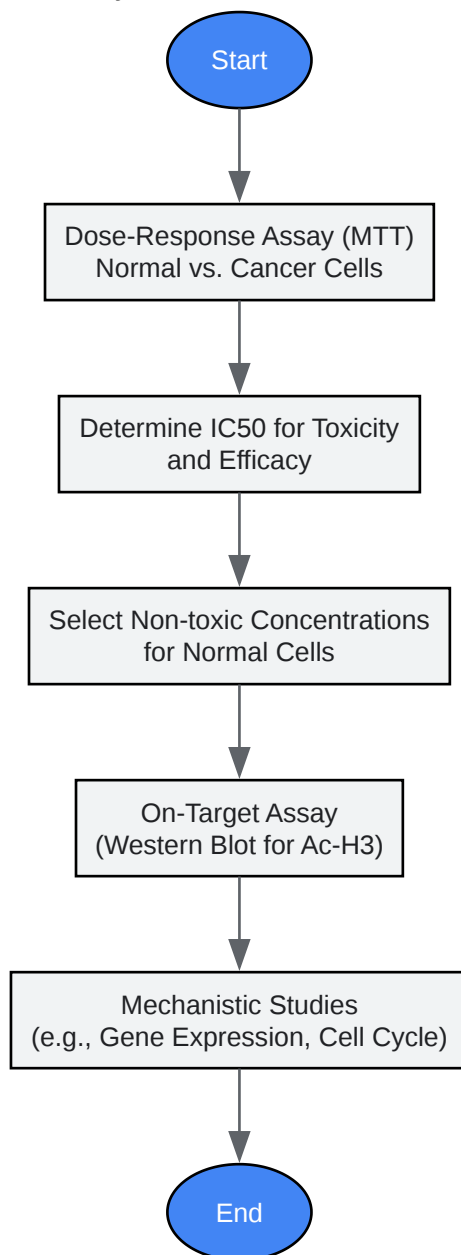 Start
Dose-Response Assay (MTT)
Normal vs. Cancer Cells
Determine IC50 for Toxicity
and Efficacy
Select Non-toxic Concentrations
for Normal Cells
On-Target Assay
(Western Blot for Ac-H3)
Mechanistic Studies
(e.g., Gene Expression, Cell Cycle)
End